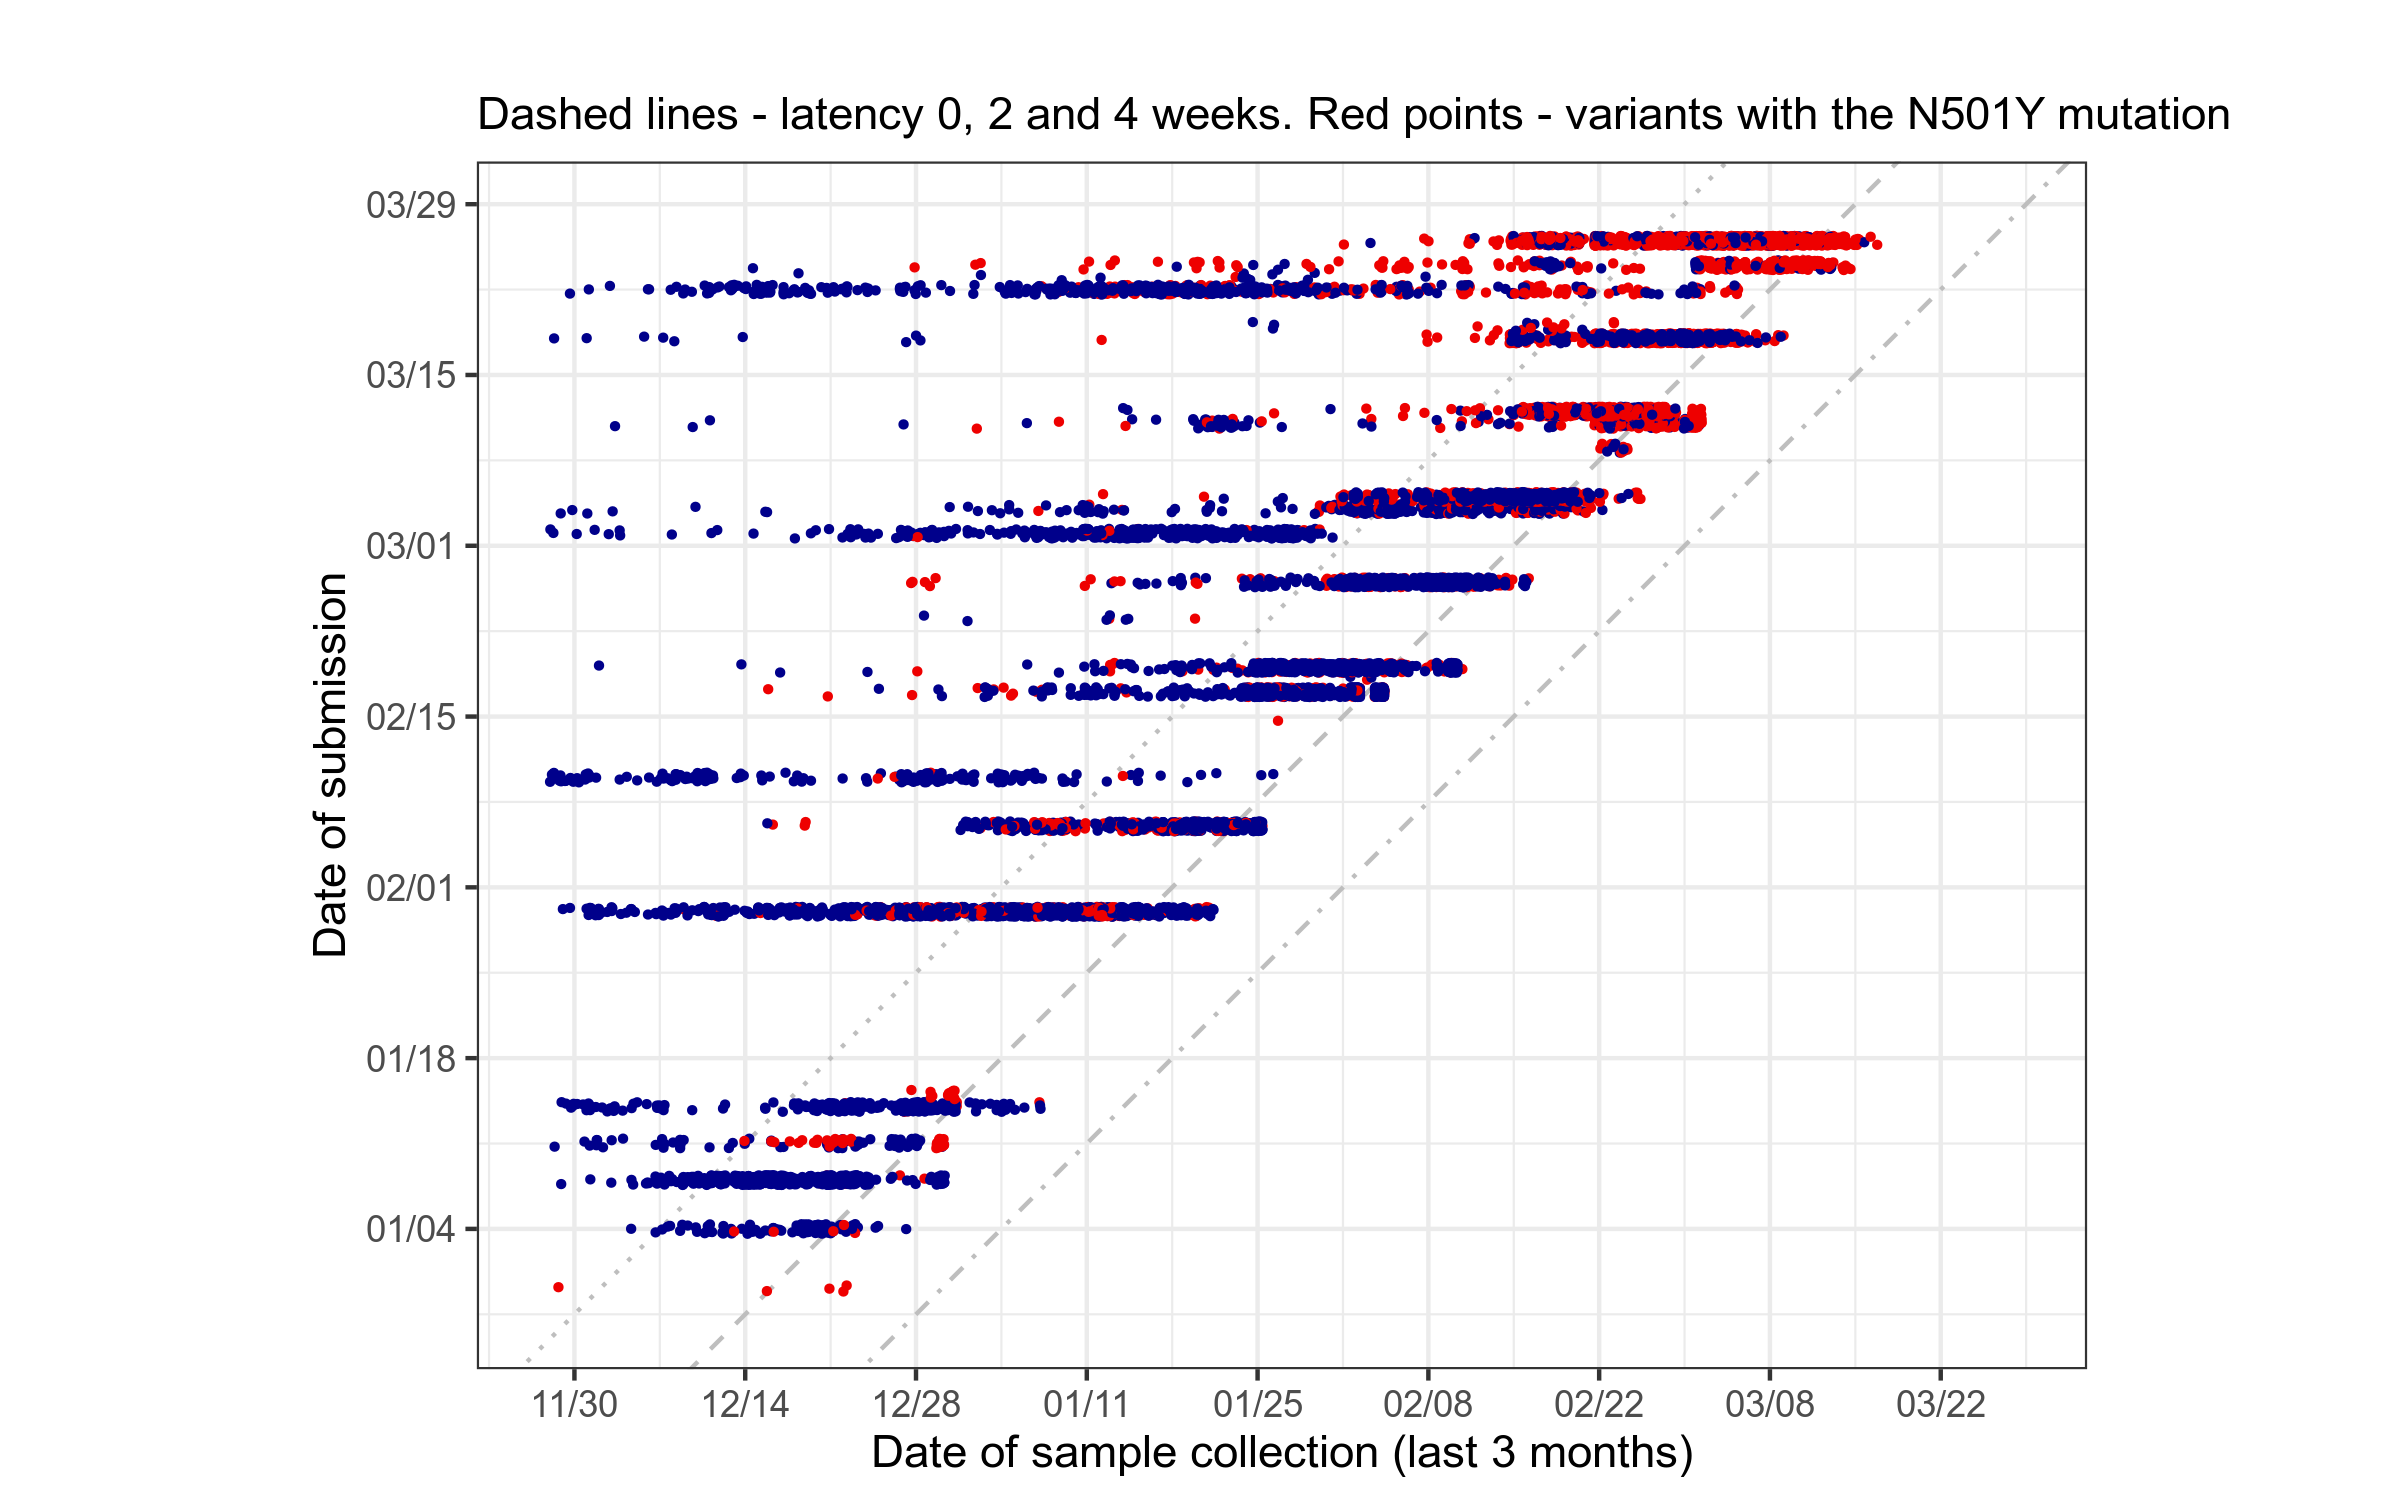 Dashed lines - latency 0, 2 and 4 weeks. Red points - variants with the N501Y mutation
Date of submission
03/29
03/15
03/01
02/15
02/01
01/18
01/04
11/30 12/14 12/28 01/11 01/25 02/08 02/22 03/08 03/22
Date of sample collection (last 3 months)